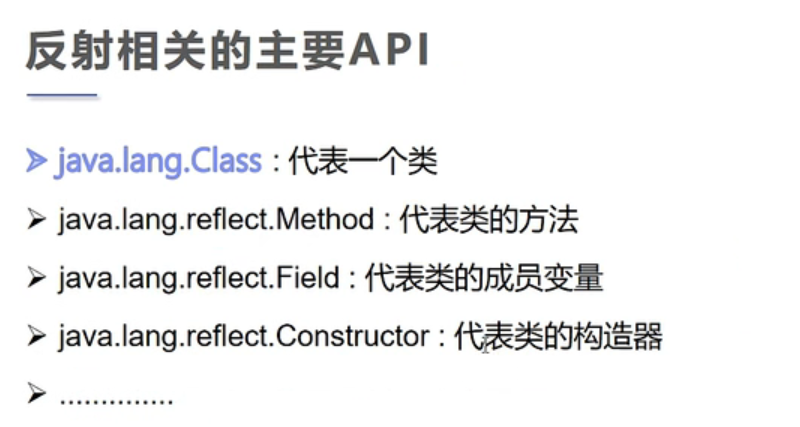 反射相关的主要API
java.lang.Class : 代表一个类
java.lang.reflect.Method : 代表类的方法
java.lang.reflect.Field : 代表类的成员变量
java.lang.reflect.Constructor : 代表类的构造器
..............